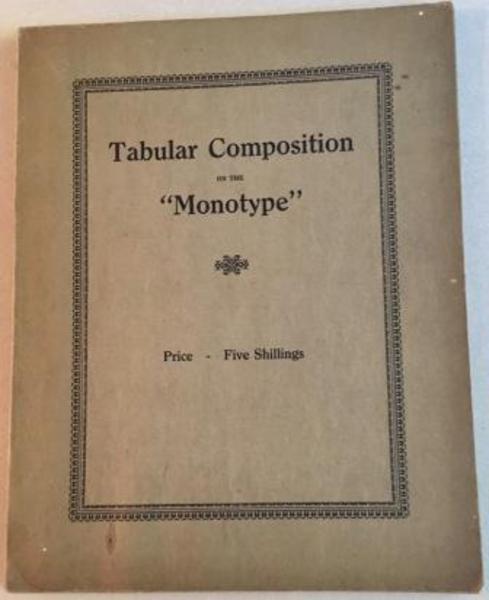 Tabular Composition
ON THE
“Monotype”
Price - Five Shillings